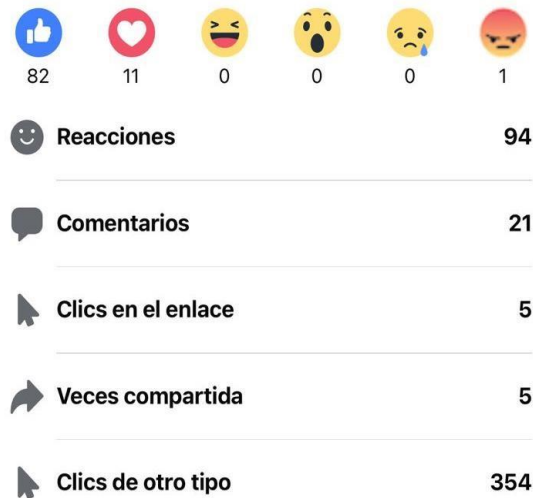 82 11 0 0 0 1
Reacciones 94
Comentarios 21
Clics en el enlace 5
Veces compartida 5
Clics de otro tipo 354